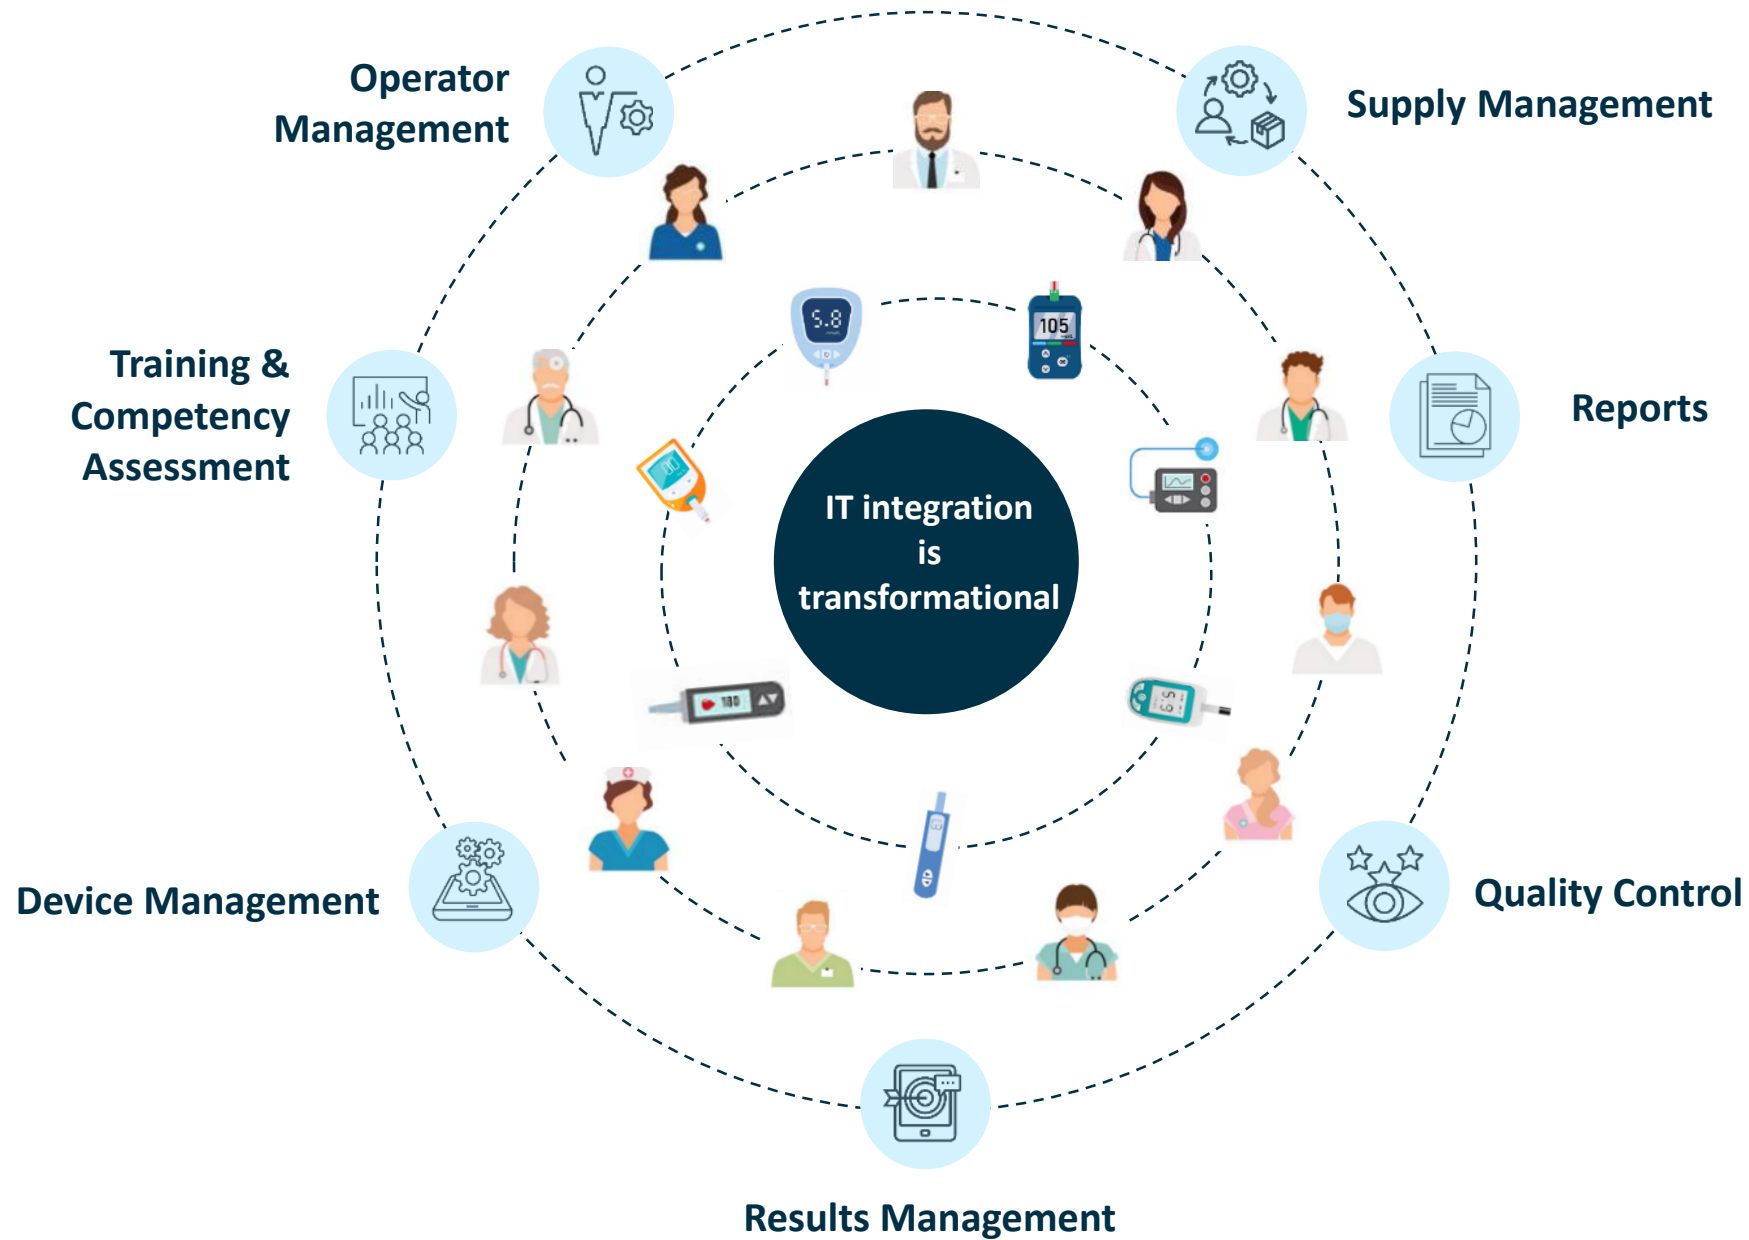 Operator
Management
Supply Management
5.8
105
Training &
Competency
Assessment
Reports
IT integration
is
transformational
180
Device Management
Quality Control
Results Management